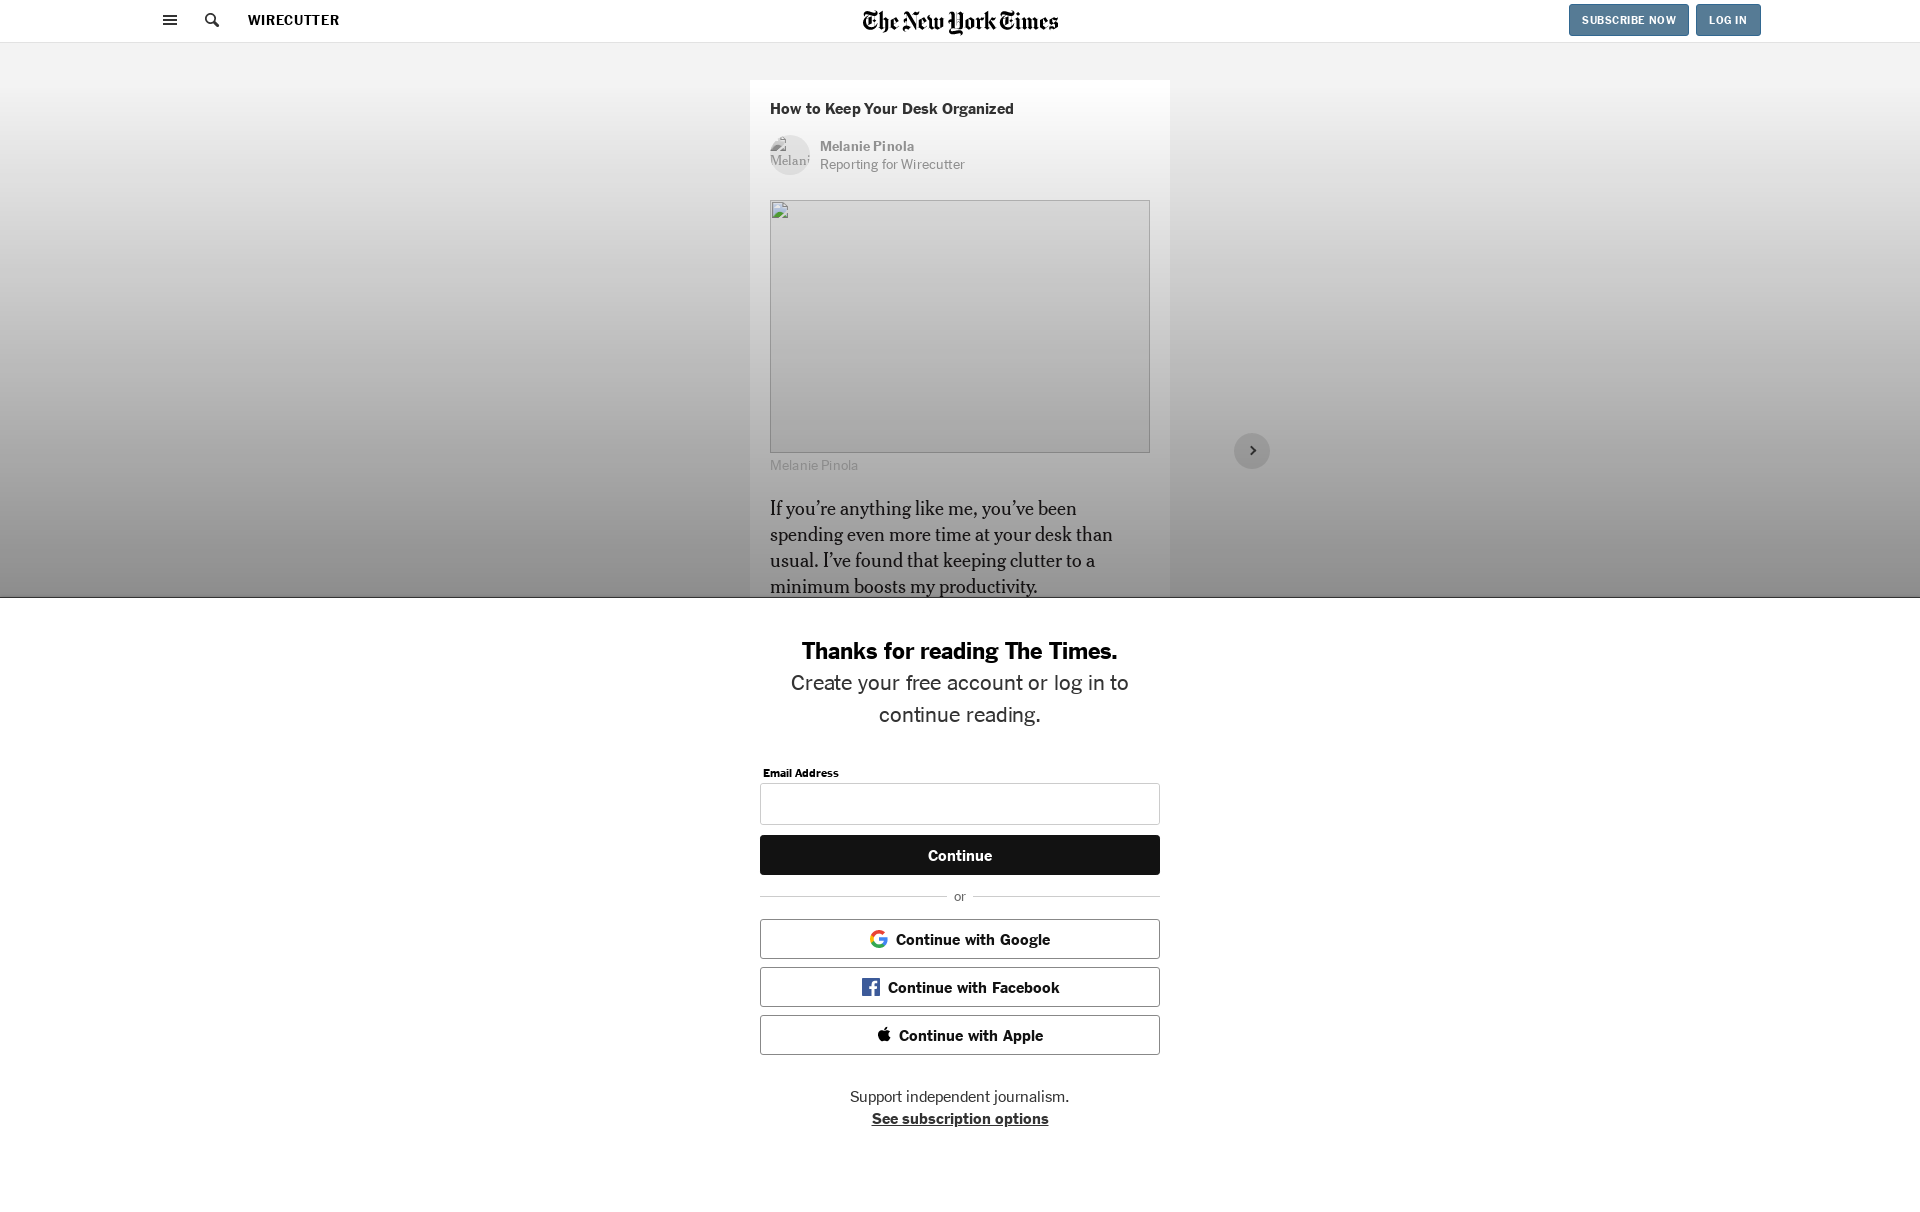 WIRECUTTER
The New York Times
SUBSCRIBE NOW
LOG IN
How to Keep Your Desk Organized
Melani
Melanie Pinola
Reporting for Wirecutter
Melanie Pinola
If you’re anything like me, you’ve been
spending even more time at your desk than
usual. I’ve found that keeping clutter to a
minimum boosts my productivity.
Thanks for reading The Times.
Create your free account or log in to
continue reading.
Email Address
Continue
or
Continue with Google
Continue with Facebook
Continue with Apple
Support independent journalism.
See subscription options